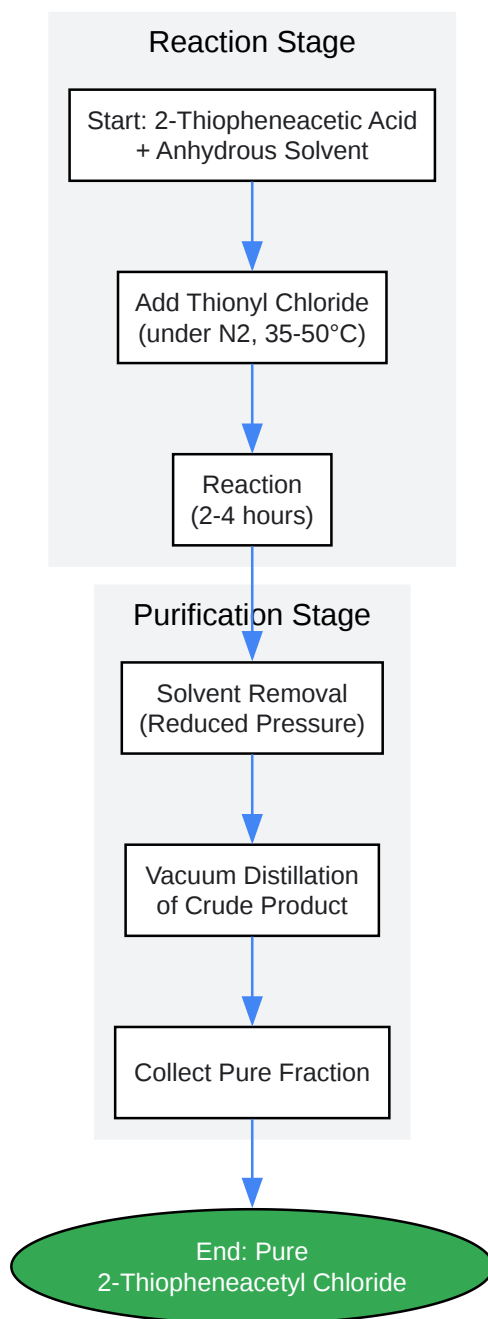 Reaction Stage
Start: 2-Thiopheneacetic Acid
+ Anhydrous Solvent
Add Thionyl Chloride
(under N2, 35-50°C)
Reaction
(2-4 hours)
Purification Stage
Solvent Removal
(Reduced Pressure)
Vacuum Distillation
of Crude Product
Collect Pure Fraction
End: Pure
2-Thiopheneacetyl Chloride